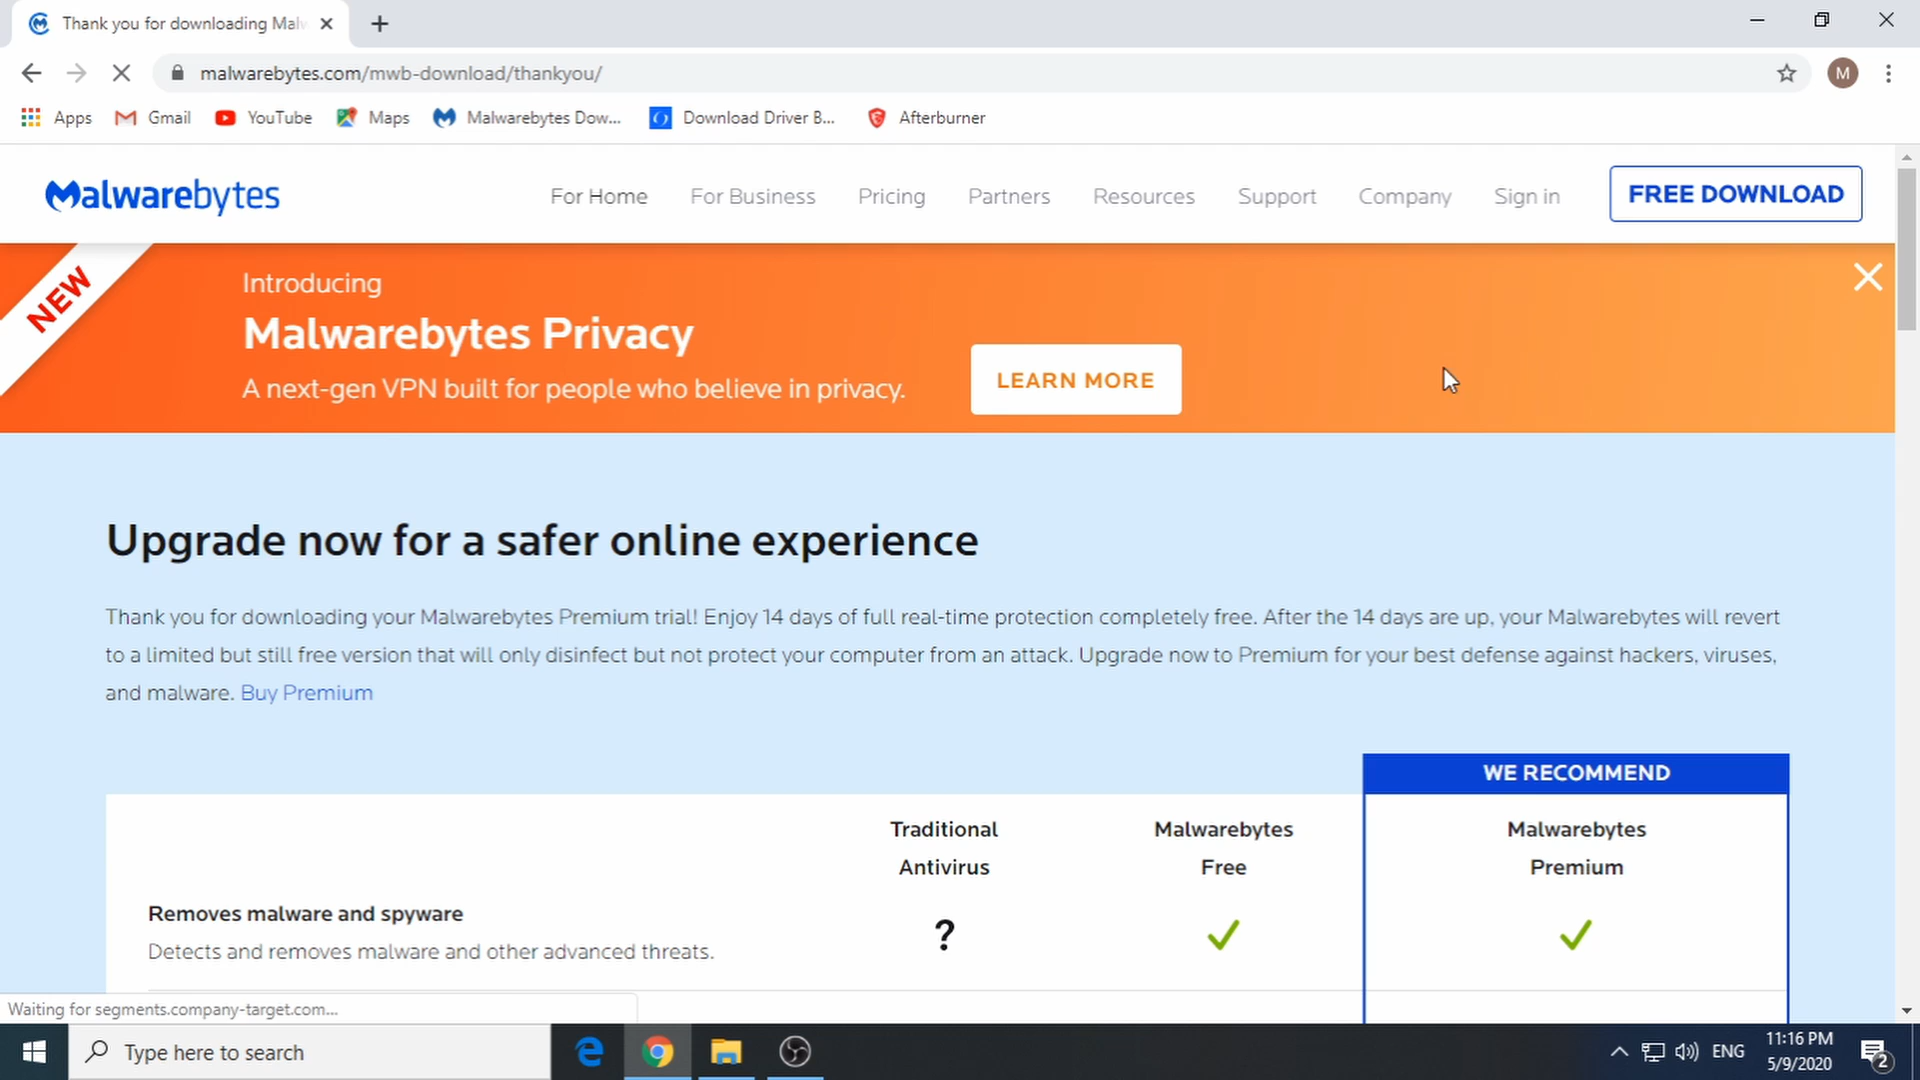 Thank you for downloading Malw
malwarebytes.com/mwb-download/thankyou/
M
Apps
Gmail
YouTube
Maps
Malwarebytes Dow...
Download Driver B...
Afterburner
Malwarebytes
For Home
For Business
Pricing
Partners
Resources
Support
Company
Sign in
FREE DOWNLOAD
NEW
Introducing
Malwarebytes Privacy
A next-gen VPN built for people who believe in privacy.
LEARN MORE
Upgrade now for a safer online experience
Thank you for downloading your Malwarebytes Premium trial! Enjoy 14 days of full real-time protection completely free. After the 14 days are up, your Malwarebytes will revert
to a limited but still free version that will only disinfect but not protect your computer from an attack. Upgrade now to Premium for your best defense against hackers, viruses,
and malware. Buy Premium
WE RECOMMEND
Traditional
Antivirus
Malwarebytes
Free
Malwarebytes
Premium
Removes malware and spyware
Detects and removes malware and other advanced threats.
?
Waiting for segments.company-target.com...
Type here to search
ENG
11:16 PM
5/9/2020
2